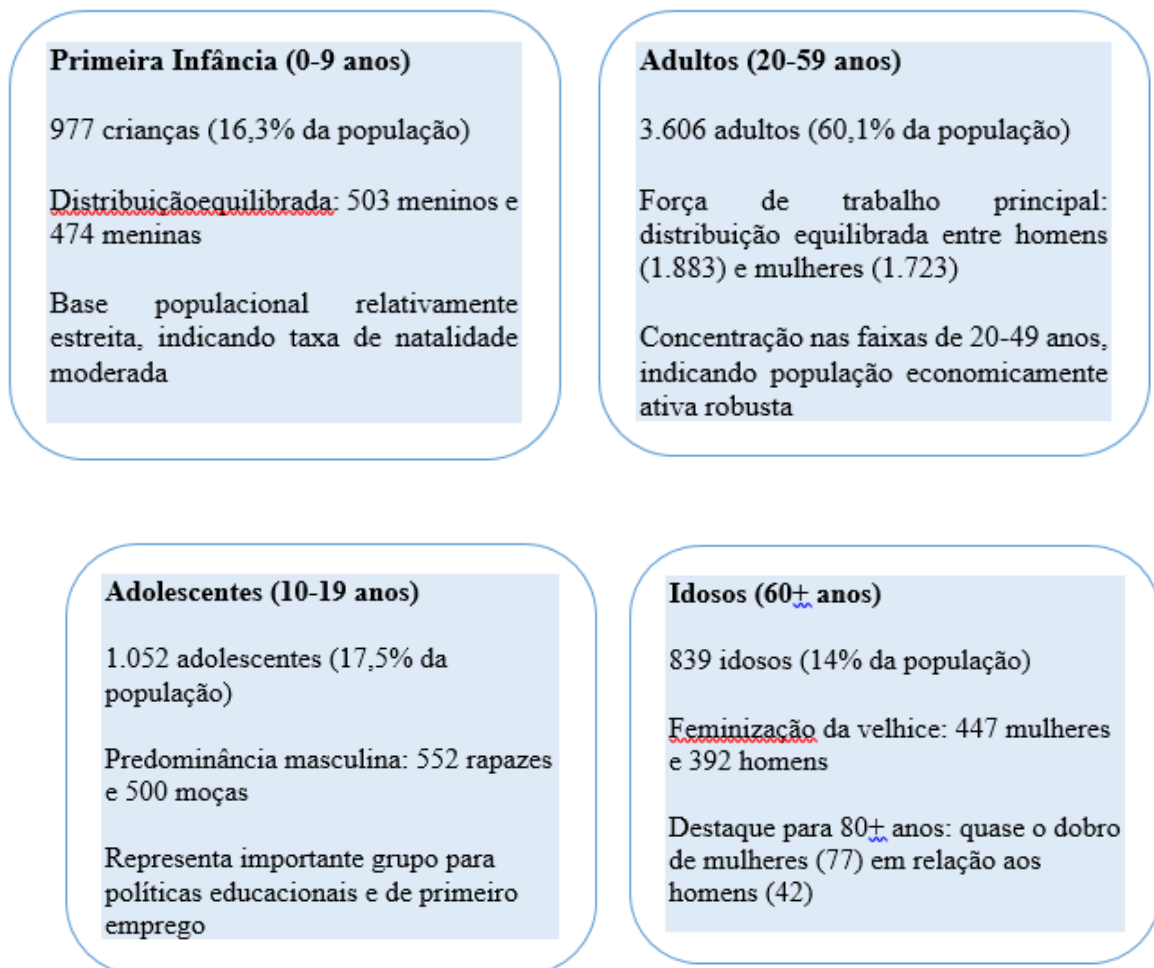 Primeira Infância (0-9 anos)
977 crianças (16,3% da população)
Distribuiçãoequilibrada: 503 meninos e
474 meninas
Base populacional relativamente
estreita, indicando taxa de natalidade
moderada
Adultos (20-59 anos)
3.606 adultos (60,1% da população)
Força de trabalho principal:
distribuição equilibrada entre homens
(1.883) e mulheres (1.723)
Concentração nas faixas de 20-49 anos,
indicando população economicamente
ativa robusta
Adolescentes (10-19 anos)
1.052 adolescentes (17,5% da
população)
Predominância masculina: 552 rapazes
e 500 moças
Representa importante grupo para
políticas educacionais e de primeiro
emprego
Idosos (60+ anos)
839 idosos (14% da população)
Feminização da velhice: 447 mulheres
e 392 homens
Destaque para 80+ anos: quase o dobro
de mulheres (77) em relação aos
homens (42)